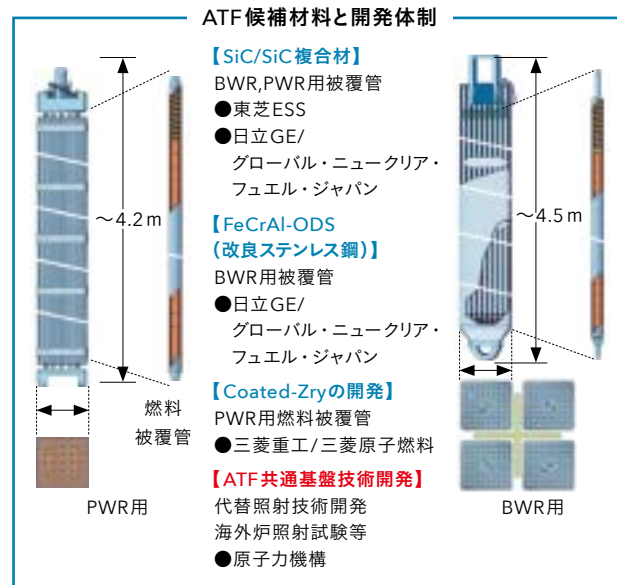 ATF候補材料と開発体制
【SiC/SiC複合材】
BWR,PWR用被覆管
●東芝ESS
●日立GE/
グローバル・ニュークリア・
フュエル・ジャパン
【FeCrAl-ODS
（改良ステンレス鋼）】
BWR用被覆管
●日立GE/
グローバル・ニュークリア・
フュエル・ジャパン
【Coated-Zryの開発】
PWR用燃料被覆管
●三菱重工/三菱原子燃料
【ATF共通基盤技術開発】
代替照射技術開発
海外炉照射試験等
●原子力機構
～4.2m
燃料
被覆管
PWR用
～4.5m
BWR用